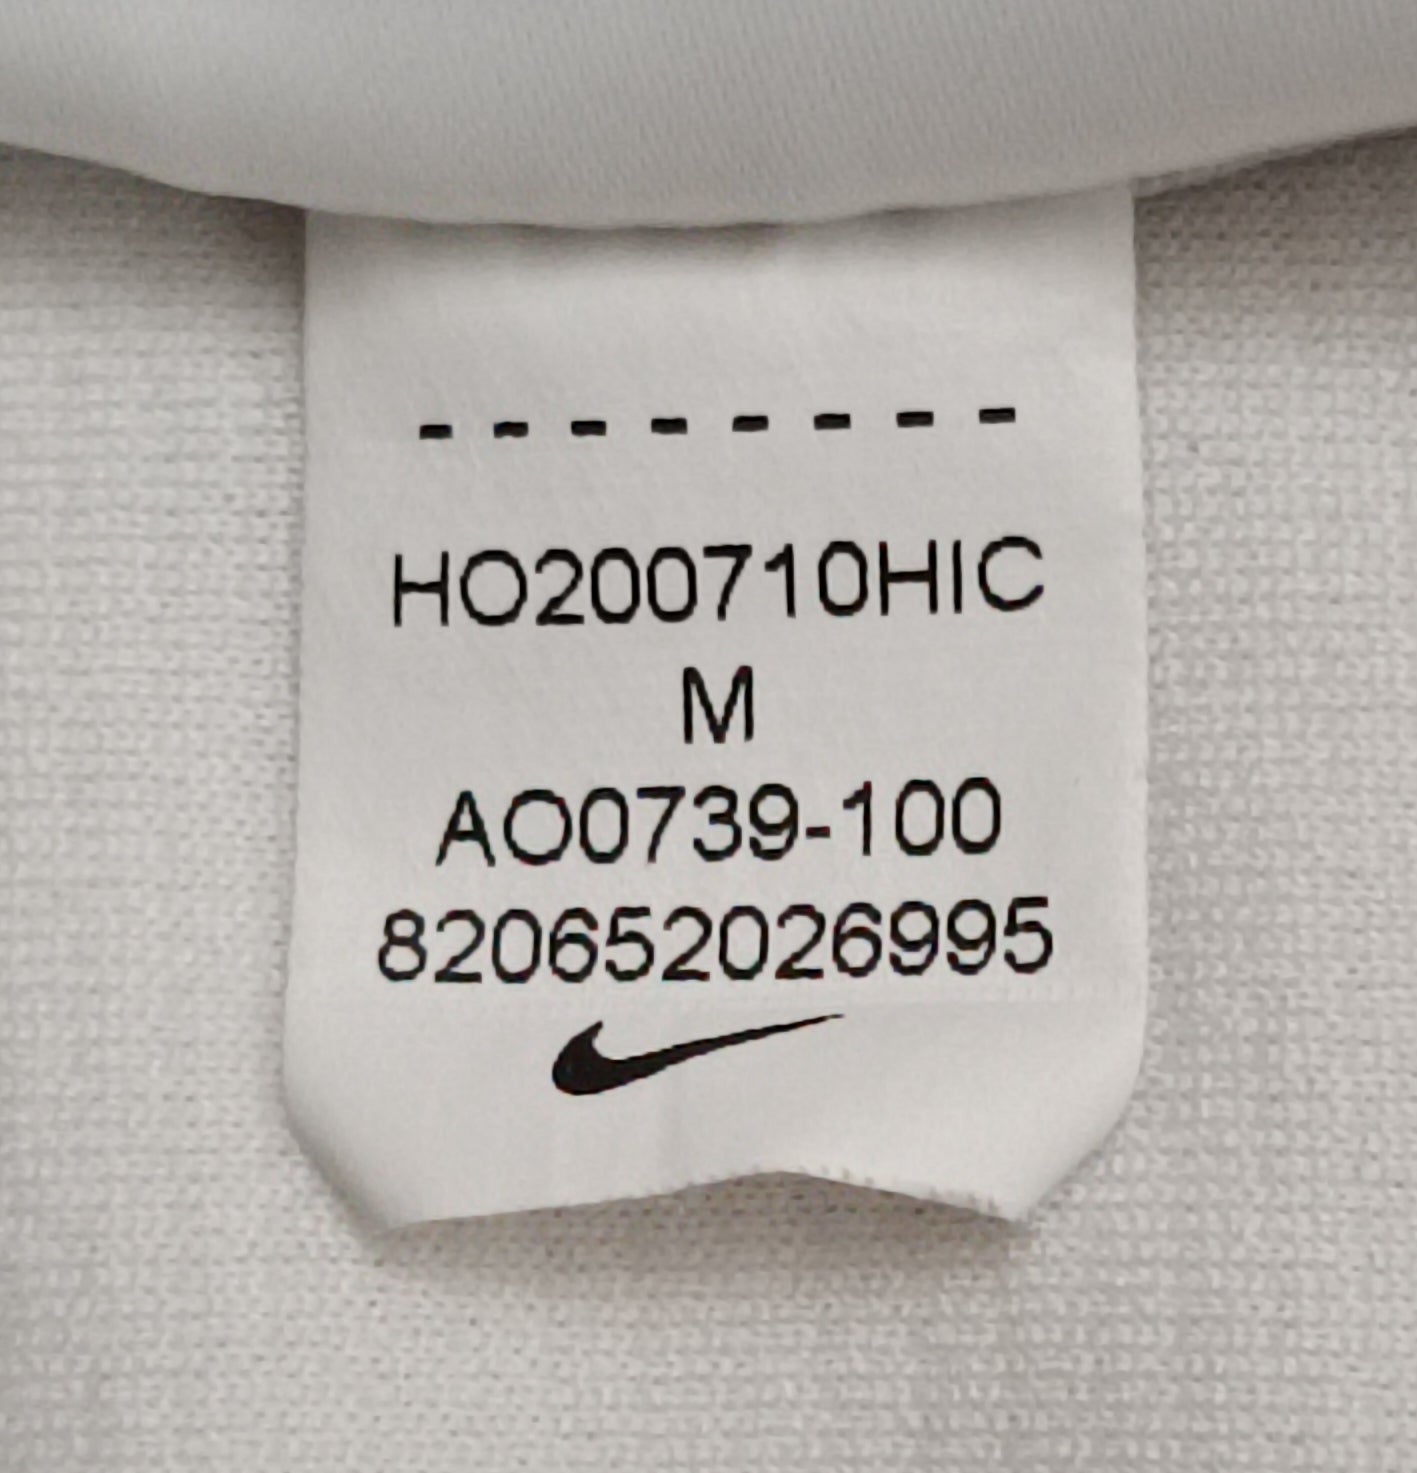 --------
HO200710HIC
M
AO0739-100
820652026995